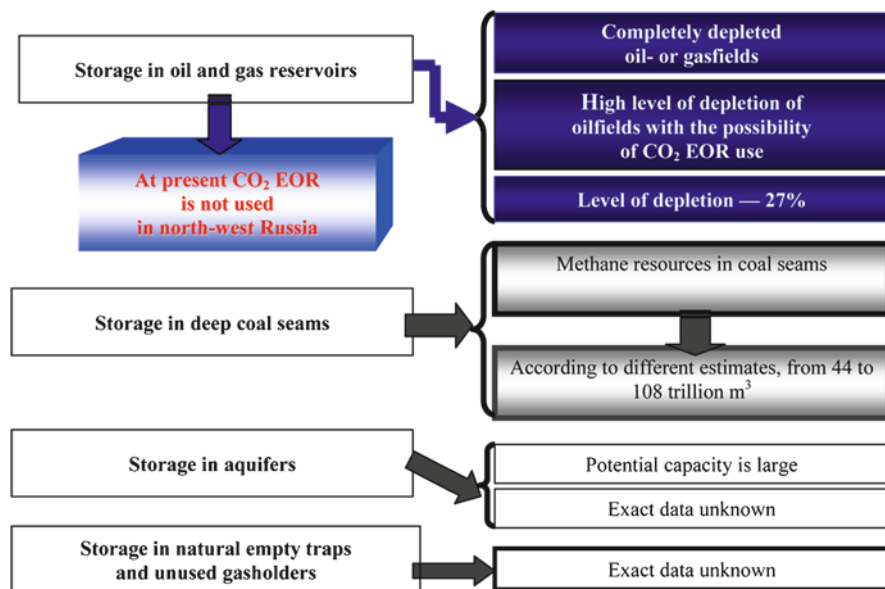 Storage in oil and gas reservoirs
At present CO₂ EOR
is not used
in north-west Russia
Completely depleted
oil- or gasfields
High level of depletion of
oilfields with the possibility
of CO₂ EOR use
Level of depletion — 27%
Storage in deep coal seams
Methane resources in coal seams
According to different estimates, from 44 to
108 trillion m³
Storage in aquifers
Potential capacity is large
Exact data unknown
Storage in natural empty traps
and unused gasholders
Exact data unknown